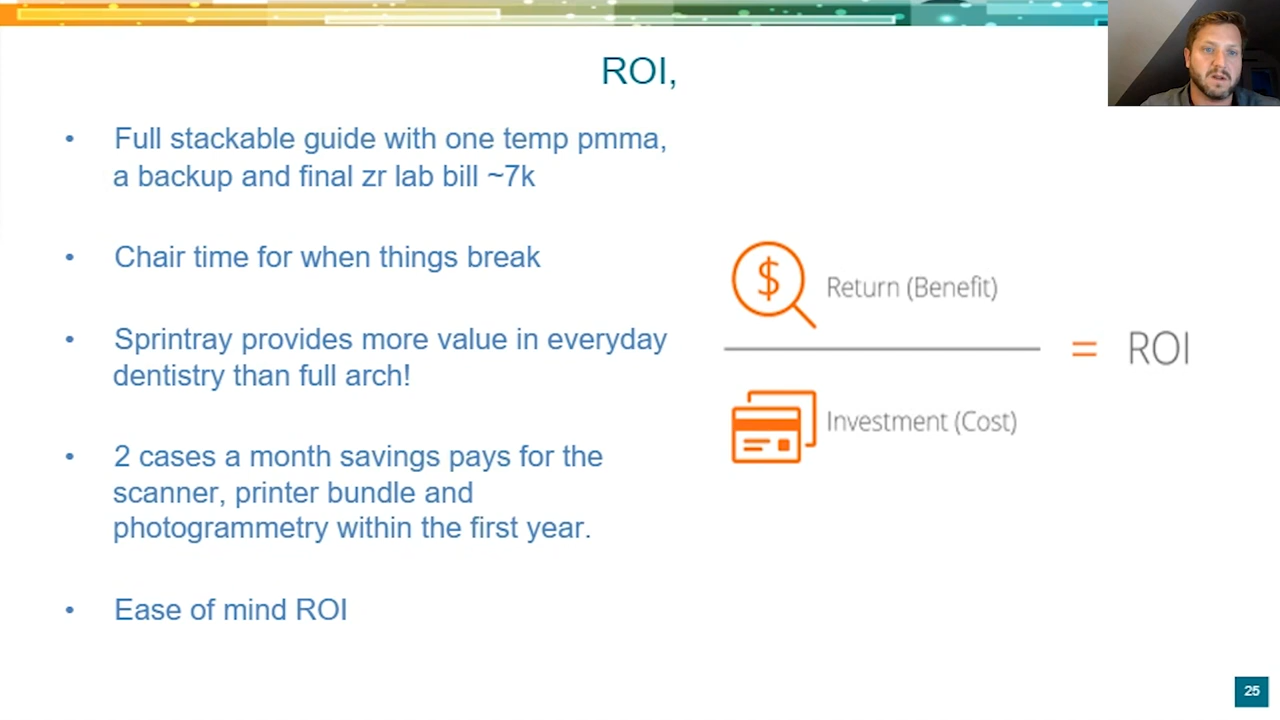 ROI,
• Full stackable guide with one temp pmma,
a backup and final zr lab bill ~7k
• Chair time for when things break
• Sprintray provides more value in everyday
dentistry than full arch!
• 2 cases a month savings pays for the
scanner, printer bundle and
photogrammetry within the first year.
• Ease of mind ROI
$
Return (Benefit)
= ROI
Investment (Cost)
25